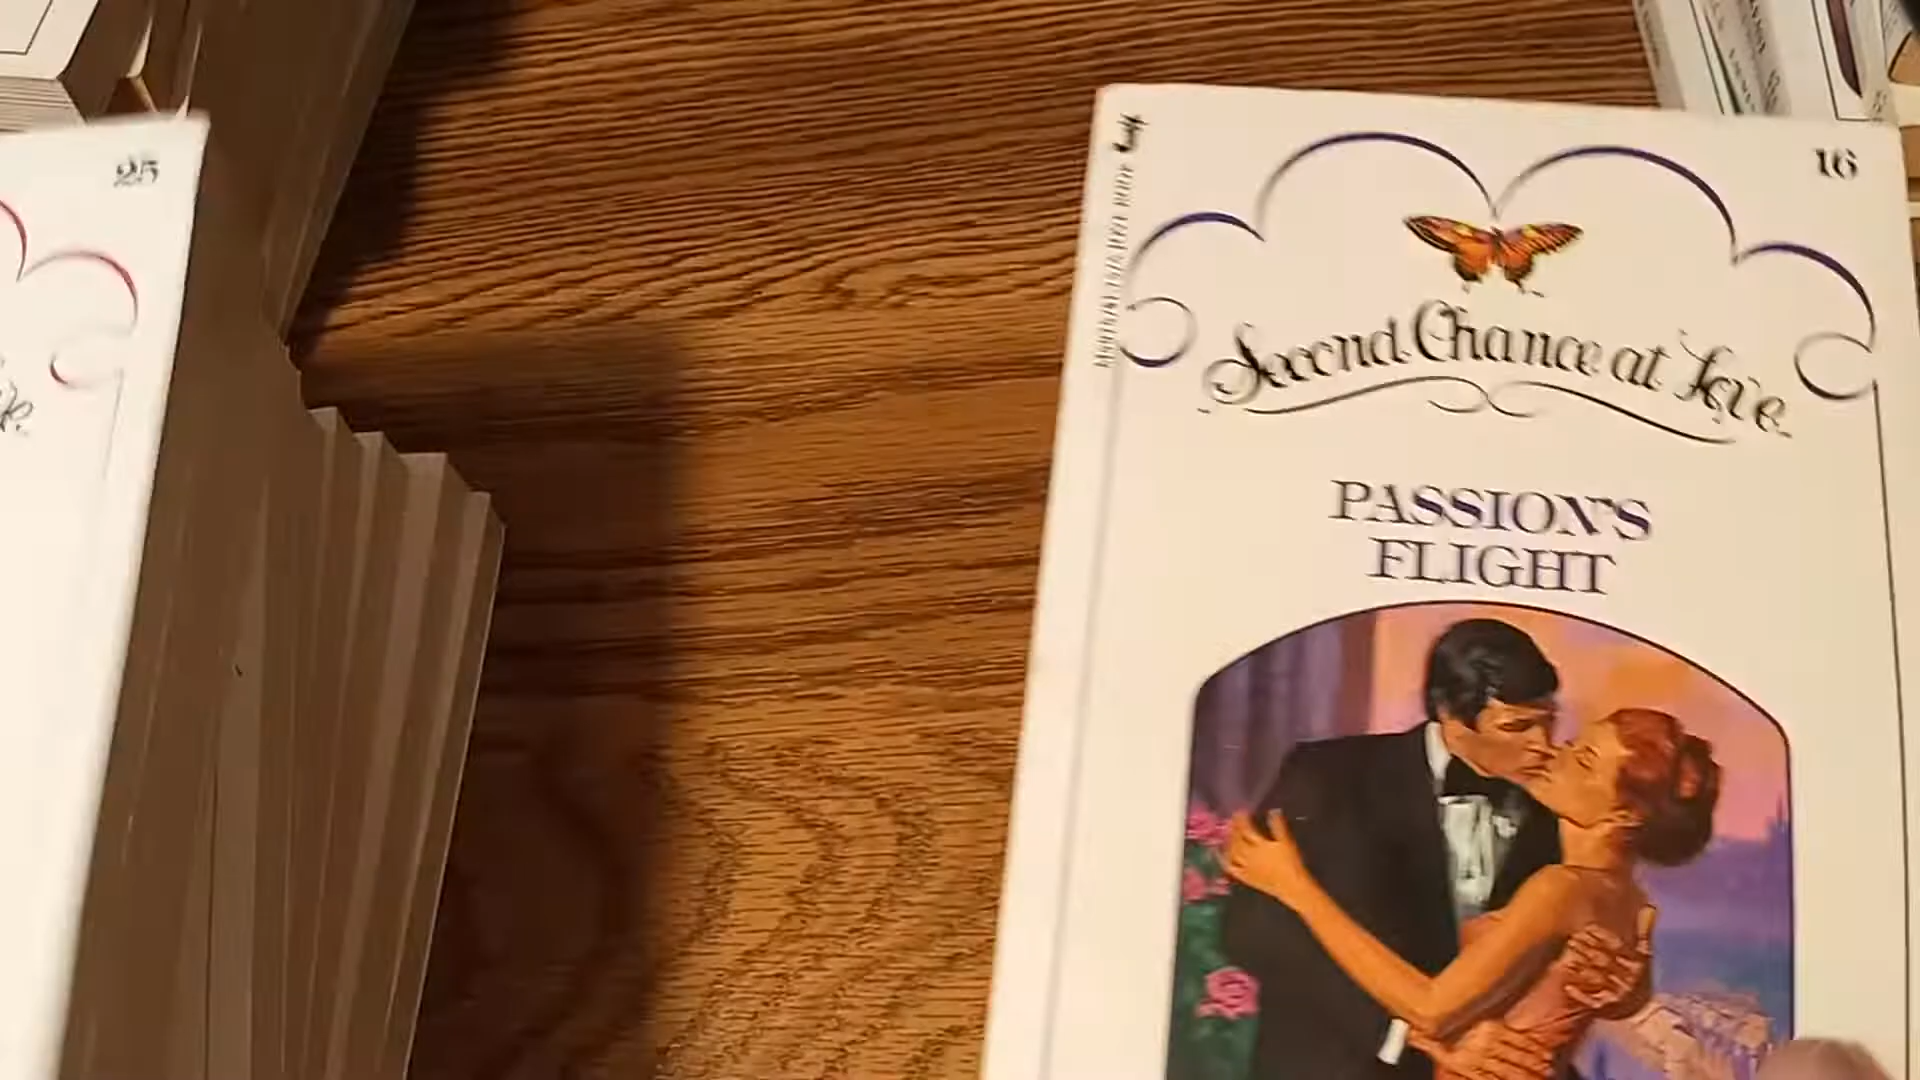 25
16
Second Chance at Love
PASSION'S
FLIGHT